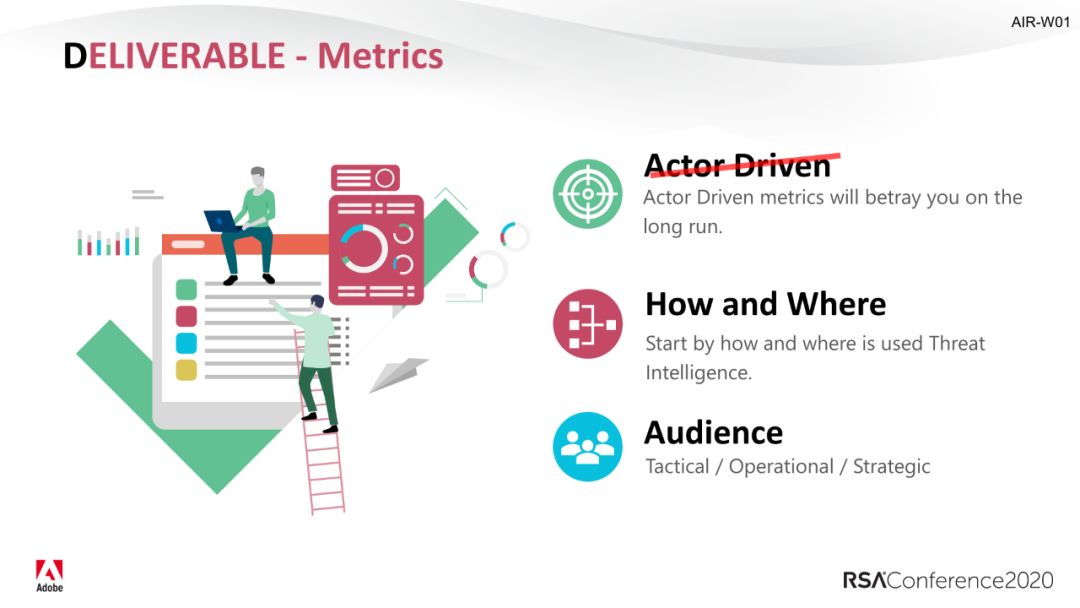 AIR-W01
DELIVERABLE - Metrics
Actor Driven
Actor Driven metrics will betray you on the
long run.
How and Where
Start by how and where is used Threat
Intelligence.
Audience
Tactical / Operational / Strategic
Adobe
RSAConference2020